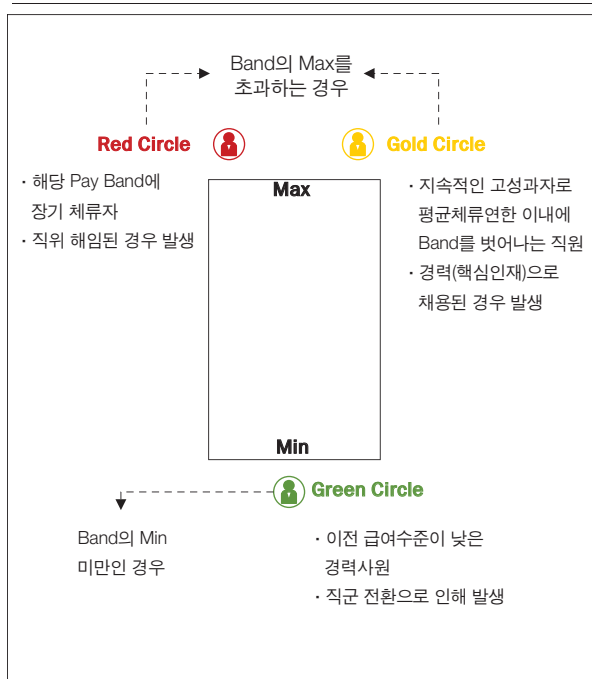 Band의 Max를
초과하는 경우
Red Circle
Gold Circle
· 해당 Pay Band에
장기 체류자
· 직위 해임된 경우 발생
Max
· 지속적인 고성과자로
평균체류연한 이내에
Band를 벗어나는 직원
· 경력(핵심인재)으로
채용된 경우 발생
Min
Green Circle
Band의 Min
미만인 경우
· 이전 급여수준이 낮은
경력사원
· 직군 전환으로 인해 발생